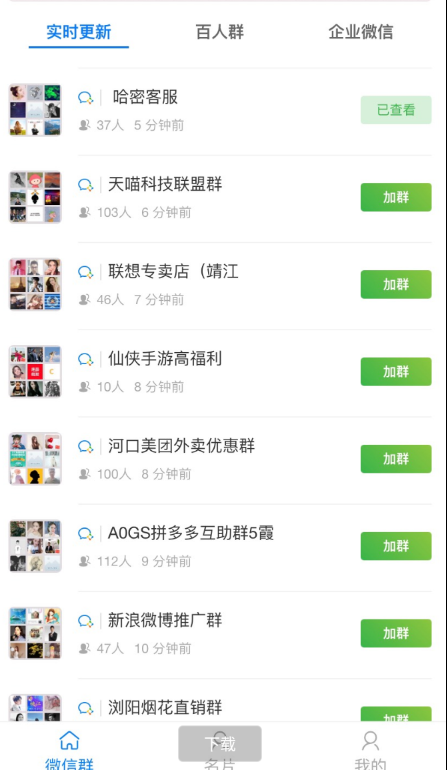 实时更新 百人群 企业微信
哈密客服
37人 5 分钟前
已查看
天喵科技联盟群
103人 6 分钟前
加群
联想专卖店（靖江
46人 7 分钟前
加群
仙侠手游高福利
10人 8 分钟前
加群
河口美团外卖优惠群
100人 8 分钟前
加群
A0GS拼多多互助群5霞
112人 9 分钟前
加群
新浪微博推广群
47人 10 分钟前
加群
浏阳烟花直销群
加群
下载
微信群 名片 我的